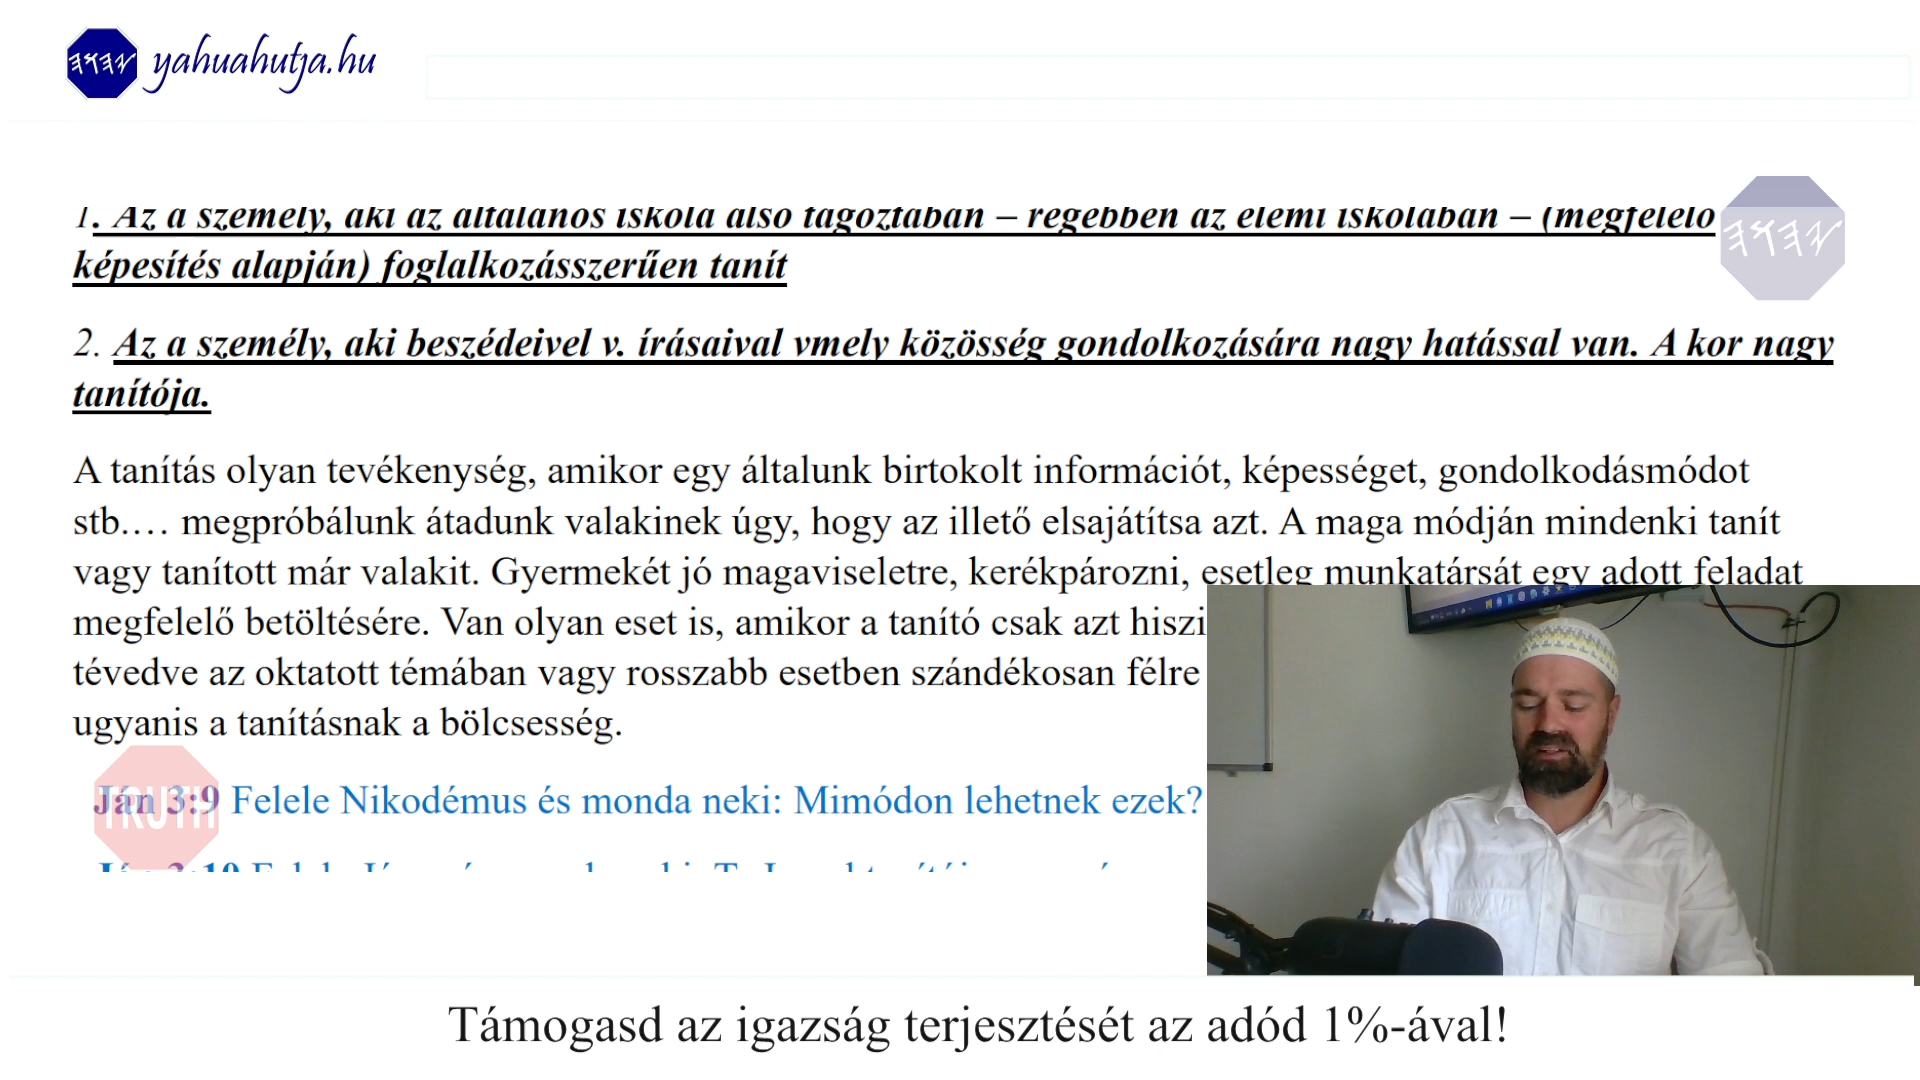 yahuahutja.hu
1. Az a személy, aki az általános iskola alsó tagoztában – régebben az elemi iskolában – (megfelelő
képesítés alapján) foglalkozásszerűen tanít
2. Az a személy, aki beszédeivel v. írásaival vmely közösség gondolkozására nagy hatással van. A kor nagy
tanítója.
A tanítás olyan tevékenység, amikor egy általunk birtokolt információt, képességet, gondolkodásmódot
stb.… megpróbálunk átadunk valakinek úgy, hogy az illető elsajátítsa azt. A maga módján mindenki tanít
vagy tanított már valakit. Gyermekét jó magaviseletre, kerékpározni, esetleg munkatársát egy adott feladat
megfelelő betöltésére. Van olyan eset is, amikor a tanító csak azt hiszi
tévedve az oktatott témában vagy rosszabb esetben szándékosan félre
ugyanis a tanításnak a bölcsesség.
Ján 3:9 Felele Nikodémus és monda neki: Mimódon lehetnek ezek?
TRUTH
Támogasd az igazság terjesztését az adód 1%-ával!